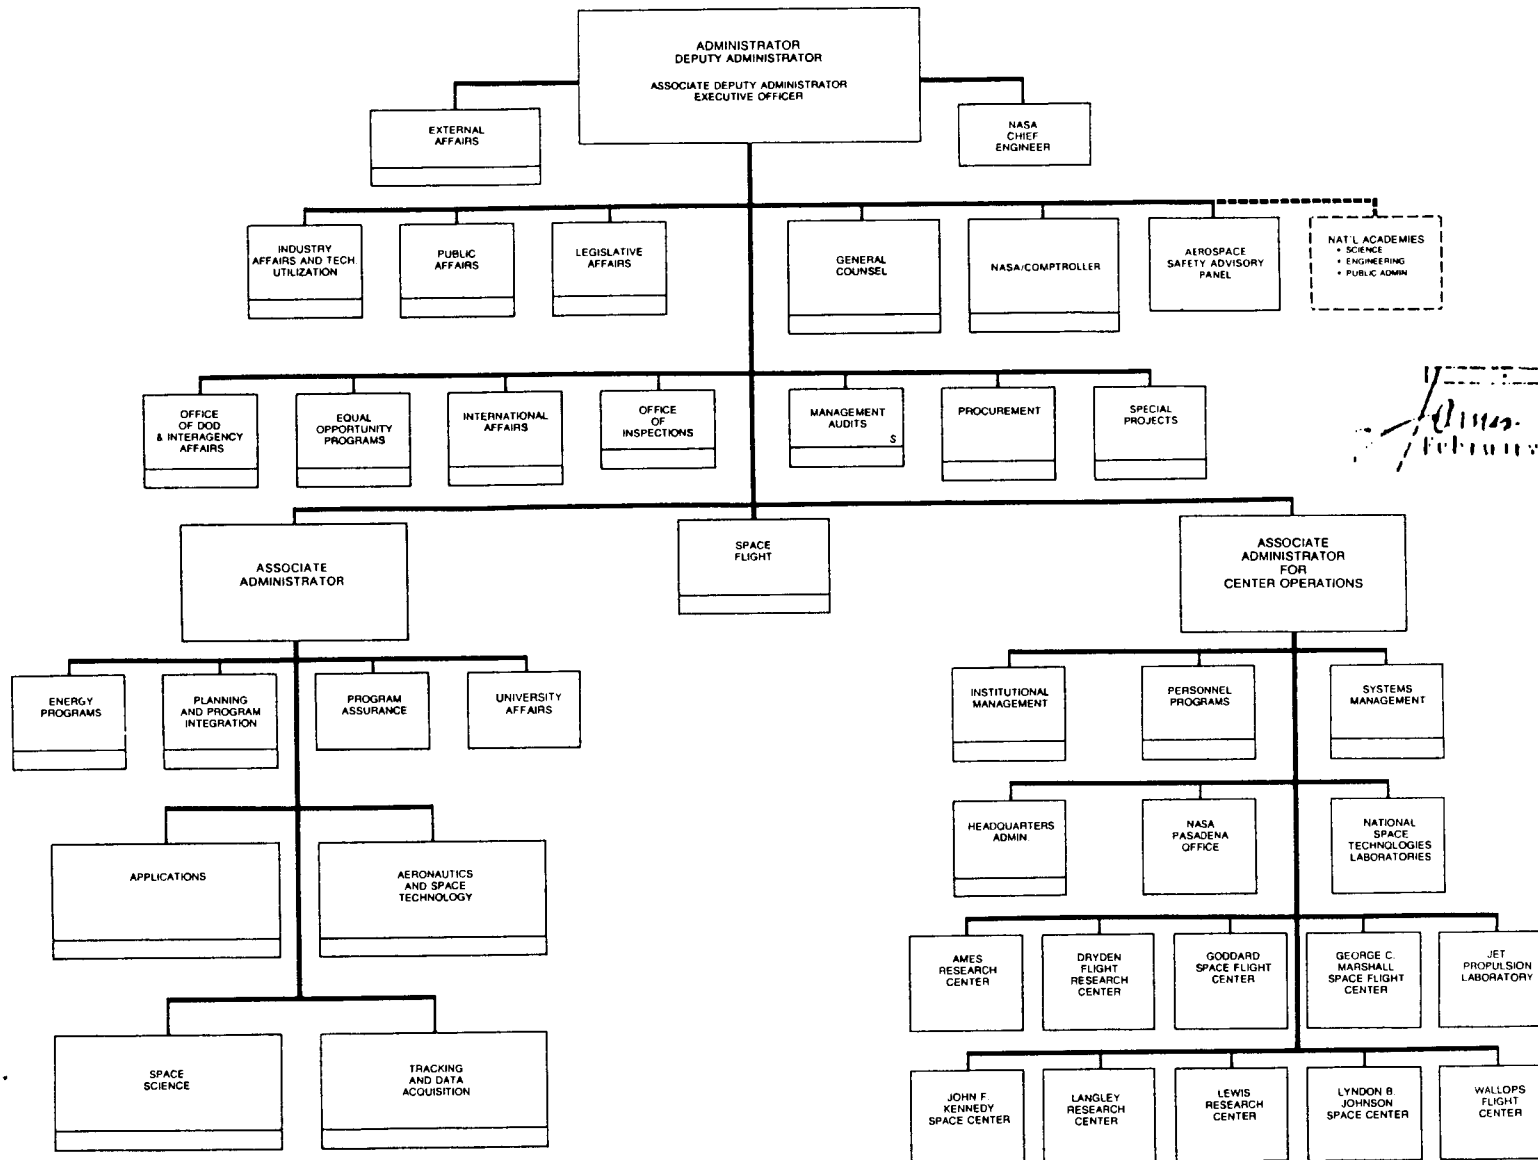 ADMINISTRATOR
DEPUTY ADMINISTRATOR
ASSOCIATE DEPUTY ADMINISTRATOR
EXECUTIVE OFFICER
EXTERNAL
AFFAIRS
NASA
CHIEF
ENGINEER
INDUSTRY
AFFAIRS AND TECH.
UTILIZATION
PUBLIC
AFFAIRS
LEGISLATIVE
AFFAIRS
GENERAL
COUNSEL
NASA/COMPTROLLER
AEROSPACE
SAFETY ADVISORY
PANEL
NAT'L ACADEMIES
• SCIENCE
• ENGINEERING
• PUBLIC ADMIN
OFFICE
OF DOD
& INTERAGENCY
AFFAIRS
EQUAL
OPPORTUNITY
PROGRAMS
INTERNATIONAL
AFFAIRS
OFFICE
OF
INSPECTIONS
MANAGEMENT
AUDITS
S
PROCUREMENT
SPECIAL
PROJECTS
ASSOCIATE
ADMINISTRATOR
SPACE
FLIGHT
ASSOCIATE
ADMINISTRATOR
FOR
CENTER OPERATIONS
ENERGY
PROGRAMS
PLANNING
AND PROGRAM
INTEGRATION
PROGRAM
ASSURANCE
UNIVERSITY
AFFAIRS
INSTITUTIONAL
MANAGEMENT
PERSONNEL
PROGRAMS
SYSTEMS
MANAGEMENT
APPLICATIONS
AERONAUTICS
AND SPACE
TECHNOLOGY
HEADQUARTERS
ADMIN.
NASA
PASADENA
OFFICE
NATIONAL
SPACE
TECHNOLOGIES
LABORATORIES
AMES
RESEARCH
CENTER
DRYDEN
FLIGHT
RESEARCH
CENTER
GODDARD
SPACE FLIGHT
CENTER
GEORGE C.
MARSHALL
SPACE FLIGHT
CENTER
JET
PROPULSION
LABORATORY
SPACE
SCIENCE
TRACKING
AND DATA
ACQUISITION
JOHN F.
KENNEDY
SPACE CENTER
LANGLEY
RESEARCH
CENTER
LEWIS
RESEARCH
CENTER
LYNDON B.
JOHNSON
SPACE CENTER
WALLOPS
FLIGHT
CENTER